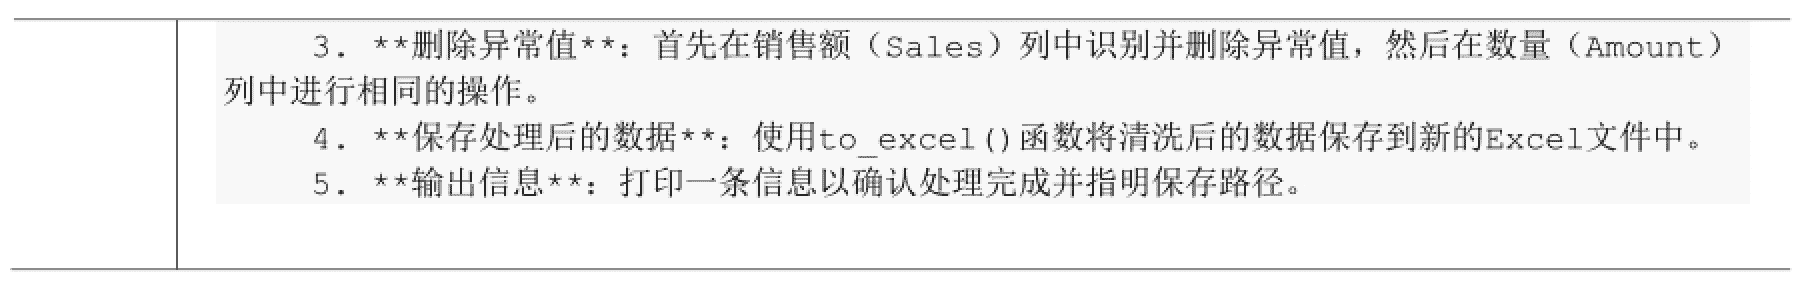 3. **删除异常值**：首先在销售额（Sales）列中识别并删除异常值，然后在数量（Amount）
列中进行相同的操作。
4. **保存处理后的数据**：使用to_excel()函数将清洗后的数据保存到新的Excel文件中。
5. **输出信息**：打印一条信息以确认处理完成并指明保存路径。